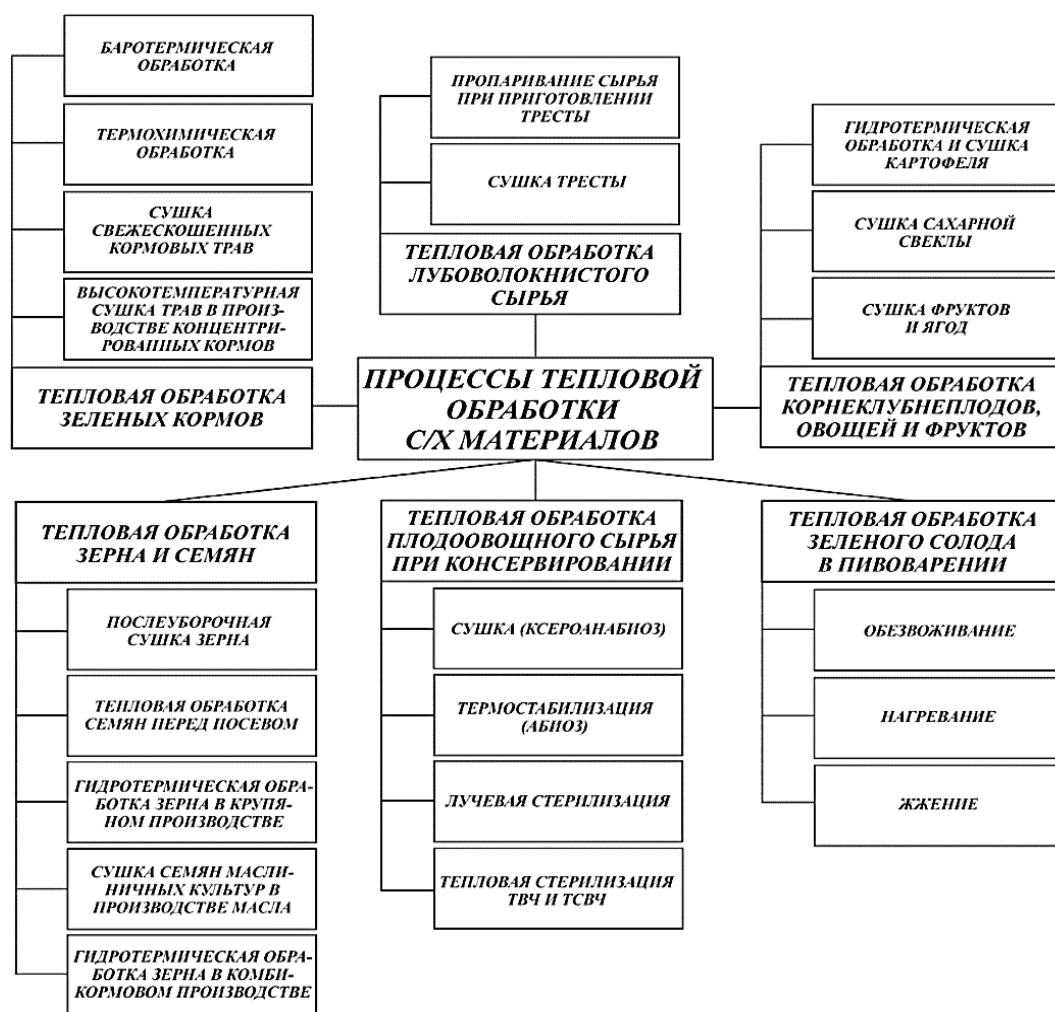 БАРОТЕРМИЧЕСКАЯ
ОБРАБОТКА
ТЕРМОХИМИЧЕСКАЯ
ОБРАБОТКА
СУШКА
СВЕЖЕСКОШЕННЫХ
КОРМОВЫХ ТРАВ
ВЫСОКОТЕМПЕРАТУРНАЯ
СУШКА ТРАВ В ПРОИЗ-
ВОДСТВЕ КОНЦЕНТРИ-
РОВАННЫХ КОРМОВ
ТЕПЛОВАЯ ОБРАБОТКА
ЗЕЛЕНЫХ КОРМОВ
ПРОПАРИВАНИЕ СЫРЬЯ
ПРИ ПРИГОТОВЛЕНИИ
ТРЕСТЫ
СУШКА ТРЕСТЫ
ТЕПЛОВАЯ ОБРАБОТКА
ЛУБОВОЛОКНИСТОГО
СЫРЬЯ
ГИДРОТЕРМИЧЕСКАЯ
ОБРАБОТКА И СУШКА
КАРТОФЕЛЯ
СУШКА САХАРНОЙ
СВЕКЛЫ
СУШКА ФРУКТОВ
И ЯГОД
ТЕПЛОВАЯ ОБРАБОТКА
КОРНЕКЛУБНЕПЛОДОВ,
ОВОЩЕЙ И ФРУКТОВ
ПРОЦЕССЫ ТЕПЛОВОЙ
ОБРАБОТКИ
С/Х МАТЕРИАЛОВ
ТЕПЛОВАЯ ОБРАБОТКА
ЗЕРНА И СЕМЯН
ПОСЛЕУБОРОЧНАЯ
СУШКА ЗЕРНА
ТЕПЛОВАЯ ОБРАБОТКА
СЕМЯН ПЕРЕД ПОСЕВОМ
ГИДРОТЕРМИЧЕСКАЯ ОБРА-
БОТКА ЗЕРНА В КРУПЯ-
НОМ ПРОИЗВОДСТВЕ
СУШКА СЕМЯН МАСЛИ-
НИЧНЫХ КУЛЬТУР В
ПРОИЗВОДСТВЕ МАСЛА
ГИДРОТЕРМИЧЕСКАЯ ОБРА-
БОТКА ЗЕРНА В КОМБИ-
КОРМОВОМ ПРОИЗВОДСТВЕ
ТЕПЛОВАЯ ОБРАБОТКА
ПЛОДООВОЩНОГО СЫРЬЯ
ПРИ КОНСЕРВИРОВАНИИ
СУШКА (КСЕРОАНАБИОЗ)
ТЕРМОСТАБИЛИЗАЦИЯ
(АБИОЗ)
ЛУЧЕВАЯ СТЕРИЛИЗАЦИЯ
ТЕПЛОВАЯ СТЕРИЛИЗАЦИЯ
ТВЧ И ТСВЧ
ТЕПЛОВАЯ ОБРАБОТКА
ЗЕЛЕНОГО СОЛОДА
В ПИВОВАРЕНИИ
ОБЕЗВОЖИВАНИЕ
НАГРЕВАНИЕ
ЖЖЕНИЕ